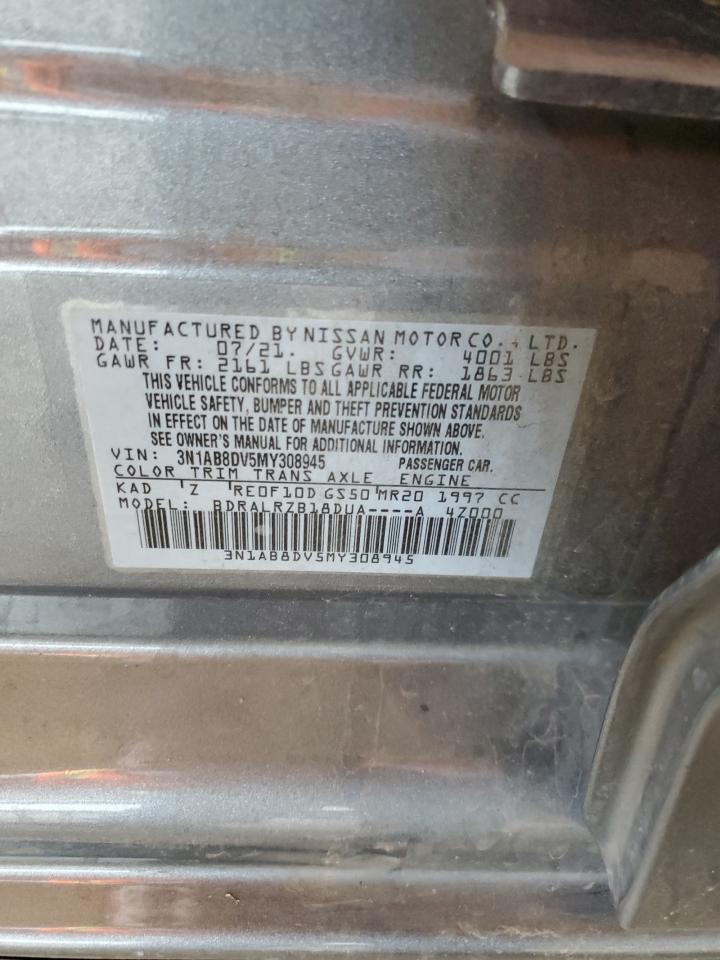 MANUFACTURED BY NISSAN MOTOR CO., LTD.
DATE: 07/21. GVWR: 4001 LBS
GAWR FR: 2161 LBS GAWR RR: 1863 LBS
THIS VEHICLE CONFORMS TO ALL APPLICABLE FEDERAL MOTOR
VEHICLE SAFETY, BUMPER AND THEFT PREVENTION STANDARDS
IN EFFECT ON THE DATE OF MANUFACTURE SHOWN ABOVE.
SEE OWNER'S MANUAL FOR ADDITIONAL INFORMATION.
VIN: 3N1AB8DV5MY308945 PASSENGER CAR.
COLOR TRIM TRANS AXLE ENGINE
KAD Z RE0F10D GS50 MR20 1997 CC
MODEL: BDRALRZB18DUA----A 4Z000
3N1AB8DV5MY308945